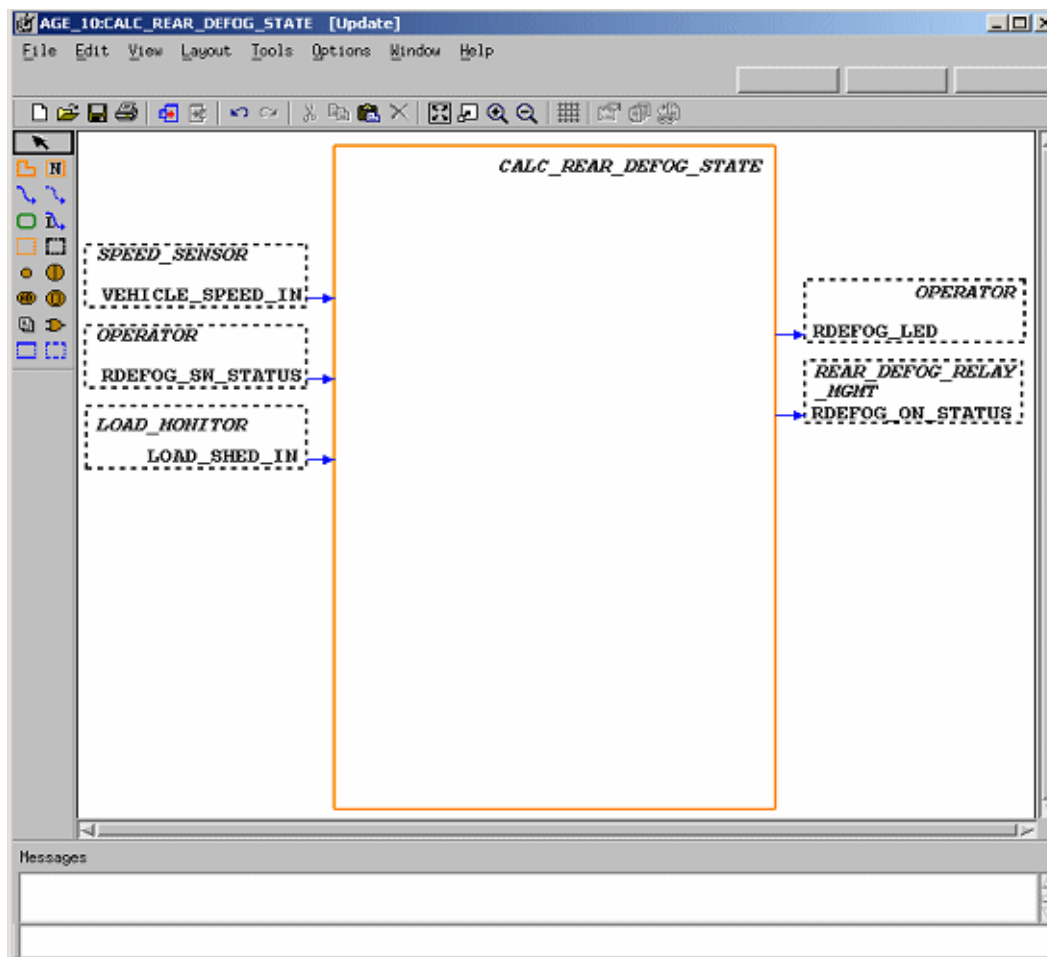 AGE_10:CALC_REAR_DEFOG_STATE [Update]
File Edit View Layout Tools Options Window Help
CALC_REAR_DEFOG_STATE
SPEED_SENSOR
VEHICLE_SPEED_IN
OPERATOR
RDEFOG_SW_STATUS
LOAD_MONITOR
LOAD_SHED_IN
OPERATOR
RDEFOG_LED
REAR_DEFOG_RELAY
_MGMT
RDEFOG_ON_STATUS
Messages